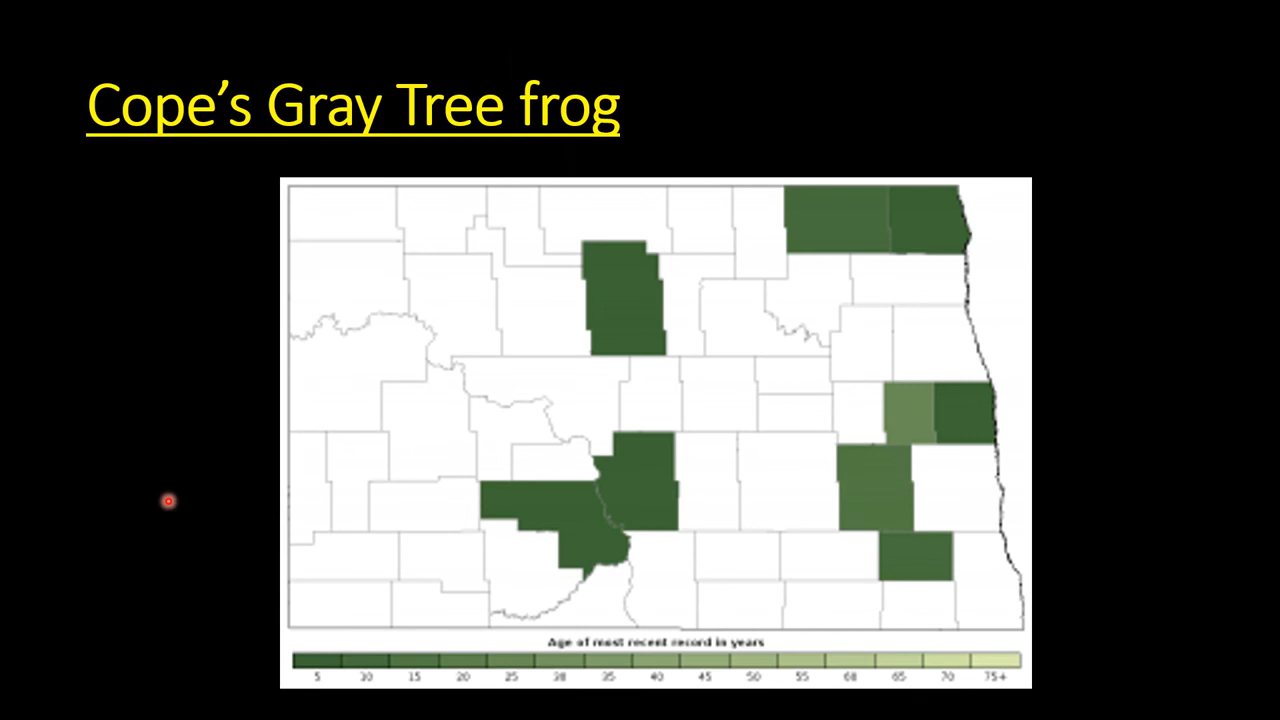 Cope’s Gray Tree frog
Age of most recent record in years
5 10 15 20 25 30 35 40 45 50 55 60 65 70 75+